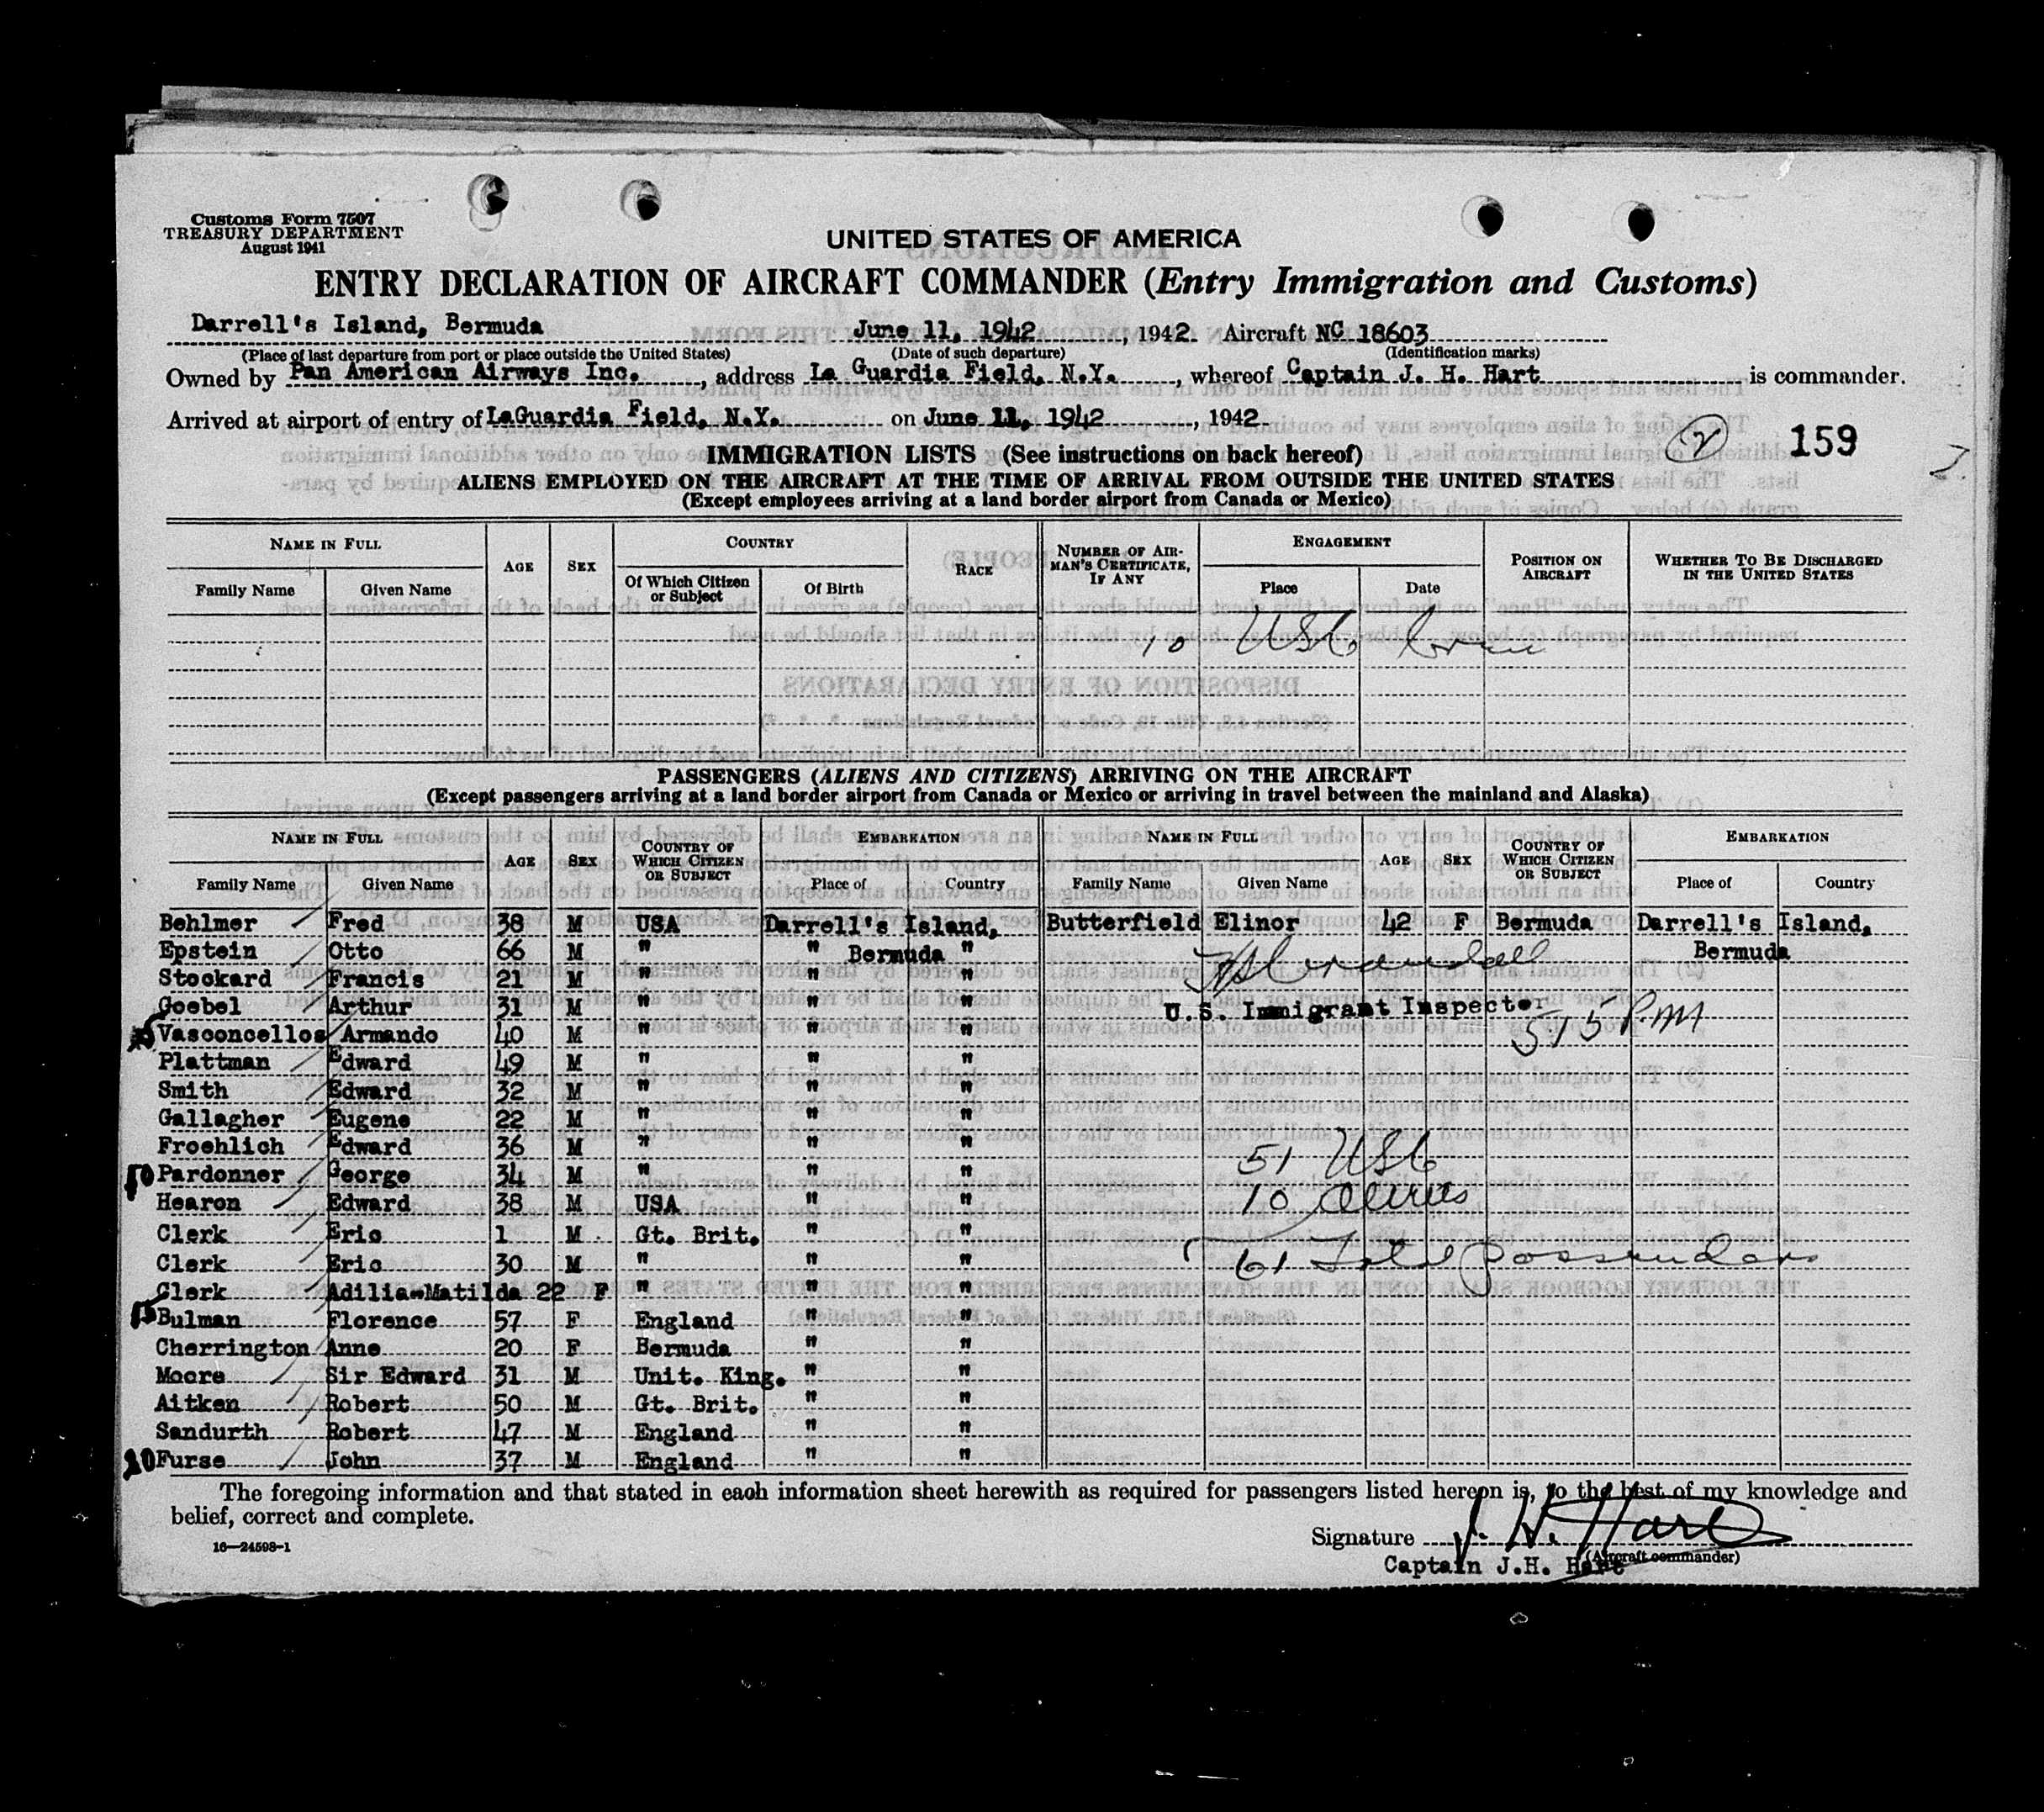 Customs Form 7507
TREASURY DEPARTMENT
August 1941
UNITED STATES OF AMERICA
ENTRY DECLARATION OF AIRCRAFT COMMANDER (Entry Immigration and Customs)
Darrell's Island, Bermuda June 11, 1942, 1942 Aircraft NC 18603
(Place of last departure from port or place outside the United States) (Date of such departure) (Identification marks)
Owned by Pan American Airways Inc., address La Guardia Field, N.Y., whereof Captain J. H. Hart is commander.
Arrived at airport of entry of LaGuardia Field, N.Y. on June 11, 1942, 1942
2 159
IMMIGRATION LISTS (See instructions on back hereof)
ALIENS EMPLOYED ON THE AIRCRAFT AT THE TIME OF ARRIVAL FROM OUTSIDE THE UNITED STATES
(Except employees arriving at a land border airport from Canada or Mexico)
NAME IN FULL AGE SEX COUNTRY RACE NUMBER OF AIRMAN'S CERTIFICATE, IF ANY ENGAGEMENT POSITION ON AIRCRAFT WHETHER TO BE DISCHARGED IN THE UNITED STATES
Family Name Given Name Of Which Citizen or Subject Of Birth Place Date
10 USC Crew
PASSENGERS (ALIENS AND CITIZENS) ARRIVING ON THE AIRCRAFT
(Except passengers arriving at a land border airport from Canada or Mexico or arriving in travel between the mainland and Alaska)
NAME IN FULL AGE SEX COUNTRY OF WHICH CITIZEN OR SUBJECT EMBARKATION NAME IN FULL AGE SEX COUNTRY OF WHICH CITIZEN OR SUBJECT EMBARKATION
Family Name Given Name Place of Country Family Name Given Name Place of Country
Behlmer Fred 38 M USA Darrell's Island, Butterfield Elinor 42 F Bermuda Darrell's Island,
Epstein Otto 66 M " " Bermuda " Bermuda
Stockard Francis 21 M " " "
Goebel Arthur 31 M " " " U.S. Immigrant Inspector
5 Vasconcellos Armando 40 M " " " 515 P.M
Plattman Edward 49 M " " "
Smith Edward 32 M " " "
Gallagher Eugene 22 M " " "
Froehlich Edward 36 M " " " 51 USC
10 Pardonner George 34 M " " " 10 Aliens
Hearon Edward 38 M USA " "
Clerk Eric 1 M Gt. Brit. " "
Clerk Eric 30 M " " " 61 Total passengers
Clerk Adilia-Matilda 22 F " " "
15 Bulman Florence 57 F England " "
Cherrington Anne 20 F Bermuda " "
Moore Sir Edward 31 M Unit. King. " "
Aitken Robert 50 M Gt. Brit. " "
Sandurth Robert 47 M England " "
20 Furse John 37 M England " "
The foregoing information and that stated in each information sheet herewith as required for passengers listed hereon is, to the best of my knowledge and
belief, correct and complete.
Signature J. H. Hart
(Aircraft commander)
Captain J.H. Hart
16—24598-1